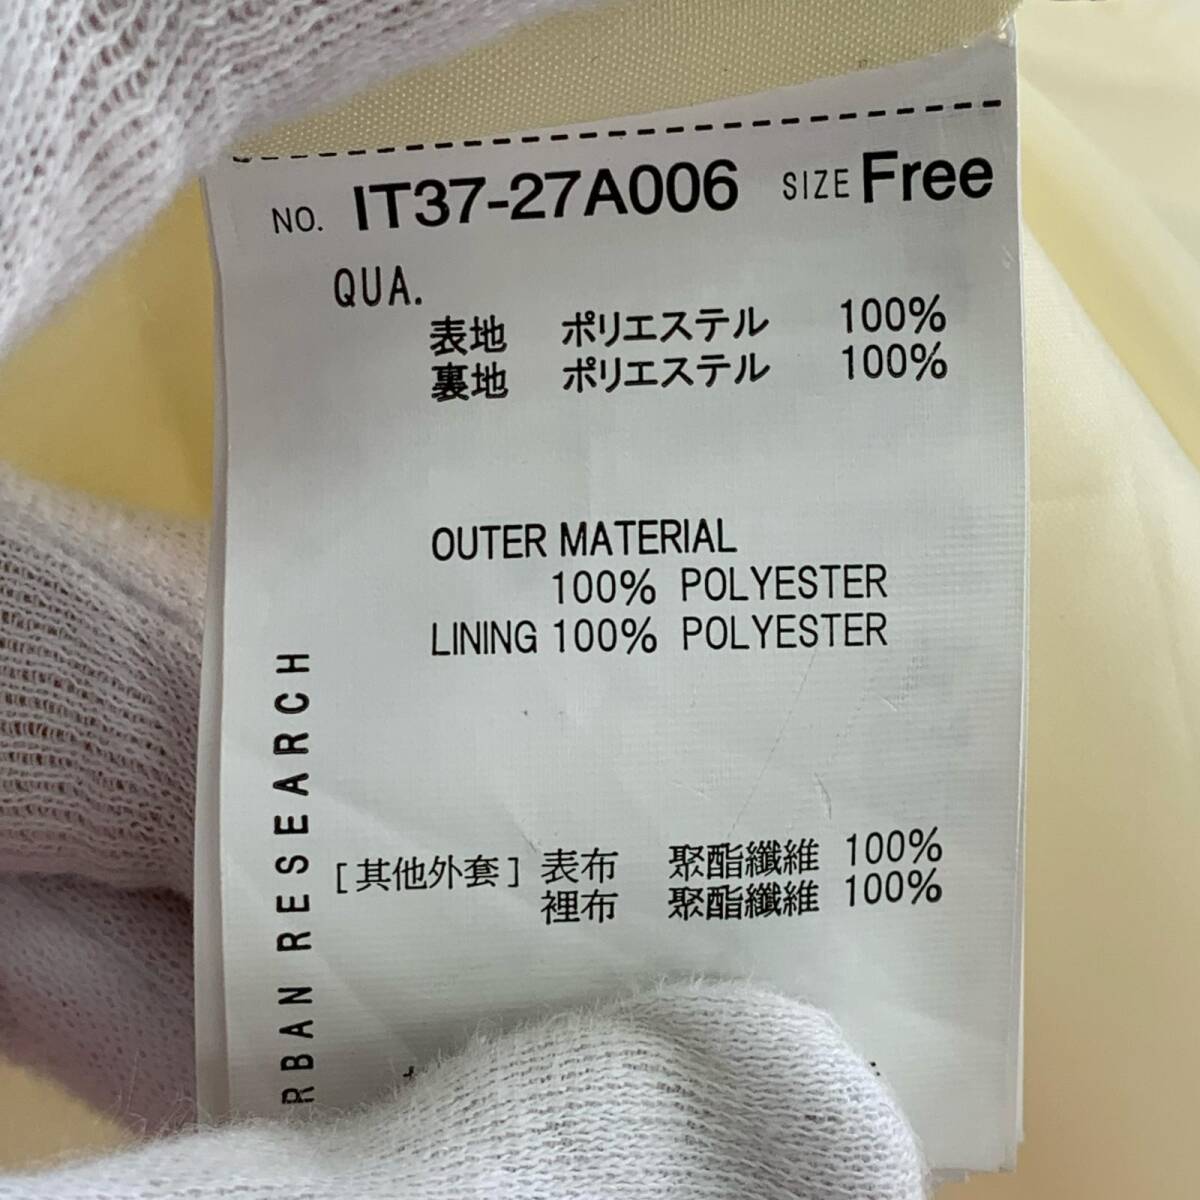 NO. IT37-27A006 SIZE Free
QUA.
表地 ポリエステル 100%
裏地 ポリエステル 100%
OUTER MATERIAL
100% POLYESTER
LINING 100% POLYESTER
[其他外套] 表布 聚酯纖維 100%
裡布 聚酯纖維 100%
RBAN RESEARCH